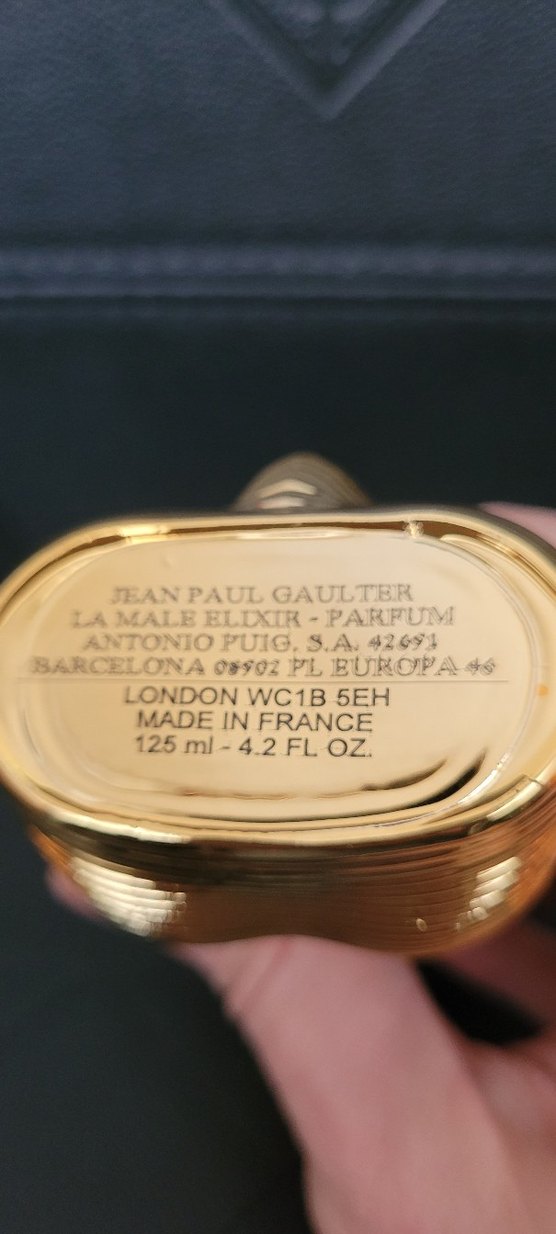 JEAN PAUL GAULTER
LA MALE ELIXIR - PARFUM
ANTONIO PUIG, S.A. 42691
BARCELONA 08902 PL EUROPA 46
LONDON WC1B 5EH
MADE IN FRANCE
125 ml - 4.2 FL OZ.